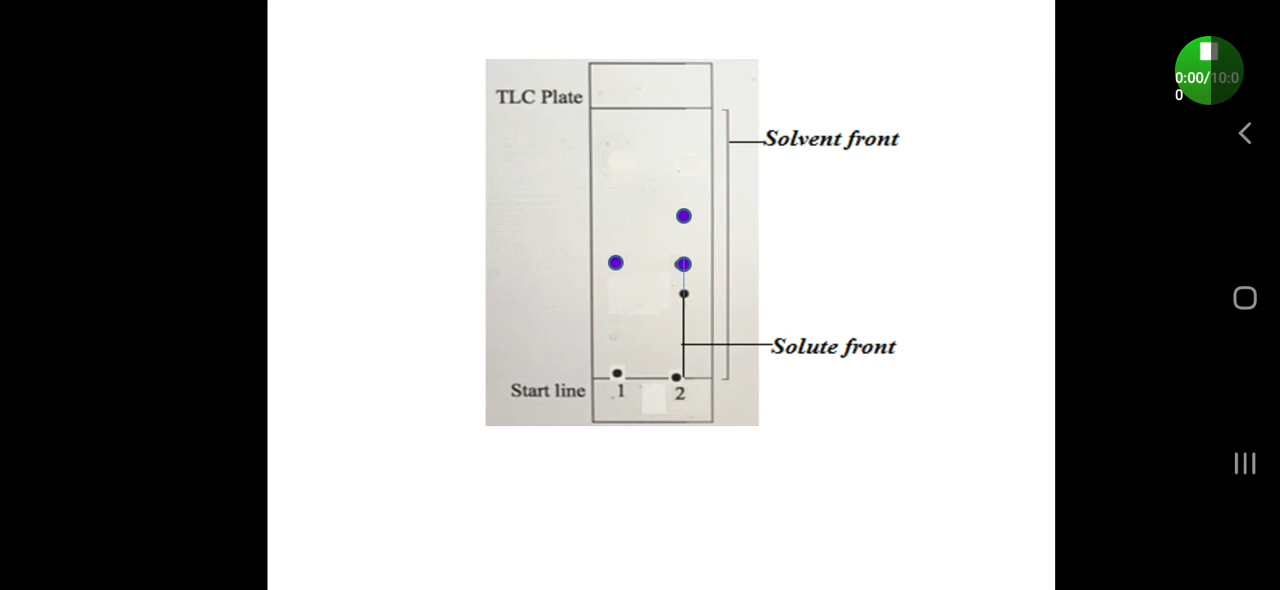 TLC Plate
Solvent front
Solute front
Start line
1
2
0:00/10:0
0